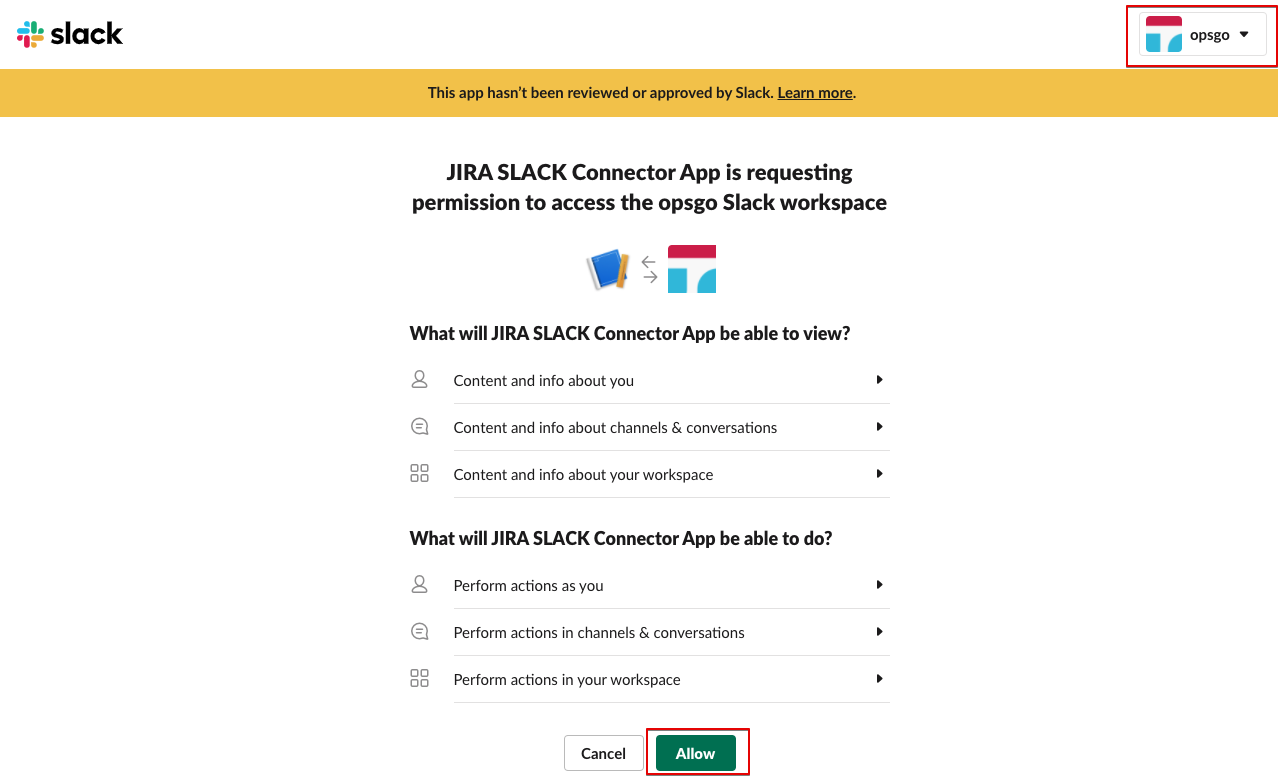 slack
opsgo
This app hasn’t been reviewed or approved by Slack. Learn more.
JIRA SLACK Connector App is requesting
permission to access the opsgo Slack workspace
What will JIRA SLACK Connector App be able to view?
Content and info about you
Content and info about channels & conversations
Content and info about your workspace
What will JIRA SLACK Connector App be able to do?
Perform actions as you
Perform actions in channels & conversations
Perform actions in your workspace
Cancel
Allow